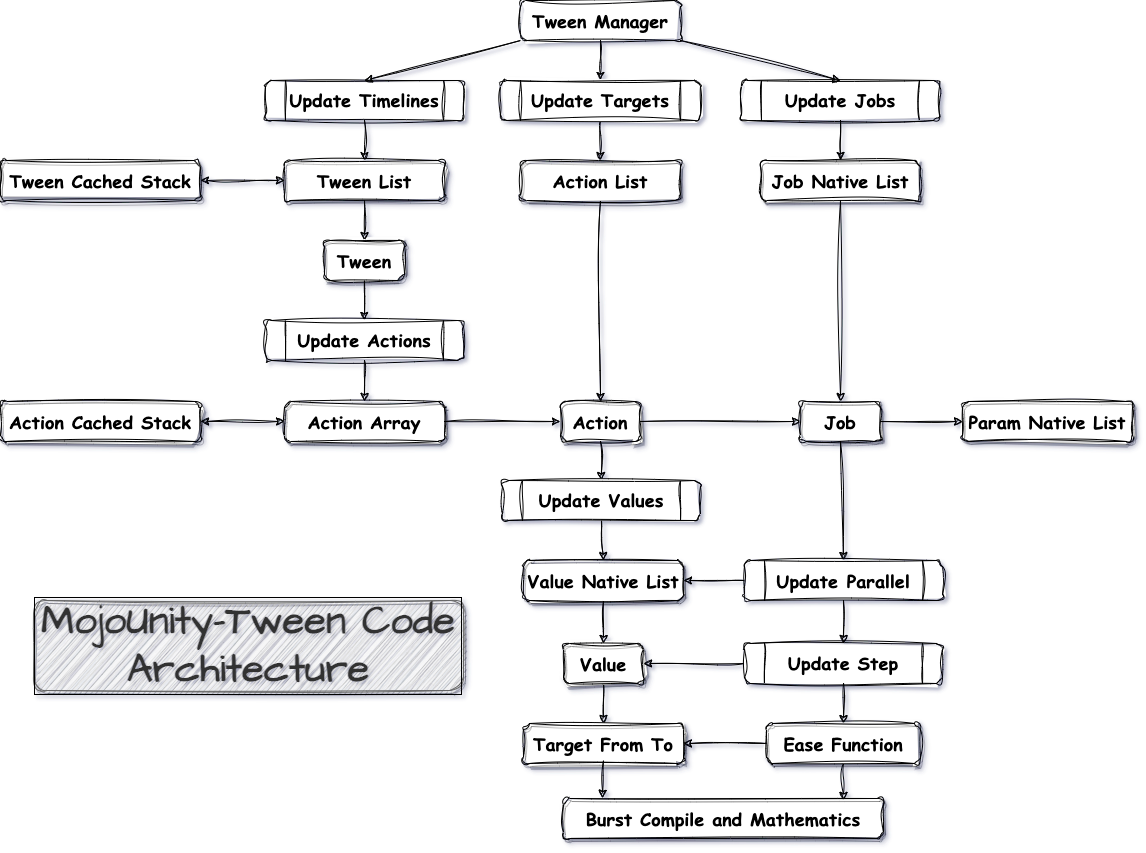 Tween Manager
Update Timelines
Update Targets
Update Jobs
Tween Cached Stack
Tween List
Action List
Job Native List
Tween
Update Actions
Action Cached Stack
Action Array
Action
Job
Param Native List
Update Values
Value Native List
Update Parallel
MojoUnity-Tween Code
Architecture
Value
Update Step
Target From To
Ease Function
Burst Compile and Mathematics